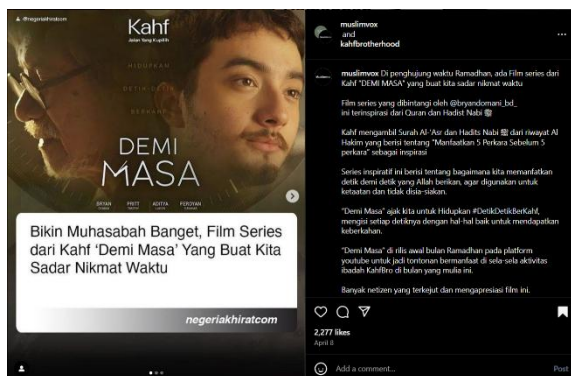 @negeriakhiratcom
Kahf
Jalan Yang Kupilih
HIDUPKAN
DETIK-DETIK
BERKAHF
DEMI
MASA
Bikin Muhasabah Banget, Film Series
dari Kahf ‘Demi Masa’ Yang Buat Kita
Sadar Nikmat Waktu
negeriakhiratcom
muslimvox
and
kahfbrotherhood
muslimvox Di penghujung waktu Ramadhan, ada Film series dari
Kahf "DEMI MASA" yang buat kita sadar nikmat waktu
Film series yang dibintangi oleh @bryandomani_bd_
ini terinspirasi dari Quran dan Hadist Nabi ﷺ
Kahf mengambil Surah Al-'Asr dan Hadits Nabi ﷺ dari riwayat Al
Hakim yang berisi tentang "Manfaatkan 5 Perkara Sebelum 5
perkara" sebagai inspirasi
Series inspiratif ini berisi tentang bagaimana kita memanfatkan
detik demi detik yang Allah berikan, agar digunakan untuk
ketaatan dan tidak disia-siakan.
"Demi Masa" ajak kita untuk Hidupkan #DetikDetikBerKahf,
mengisi setiap detiknya dengan hal-hal baik untuk mendapatkan
keberkahan.
"Demi Masa" di rilis awal bulan Ramadhan pada platform
youtube untuk jadi tontonan bermanfaat di sela-sela aktivitas
ibadah KahfBro di bulan yang mulia ini.
Banyak netizen yang terkejut dan mengapresiasi film ini.
2,277 likes
April 8
Add a comment...
Post